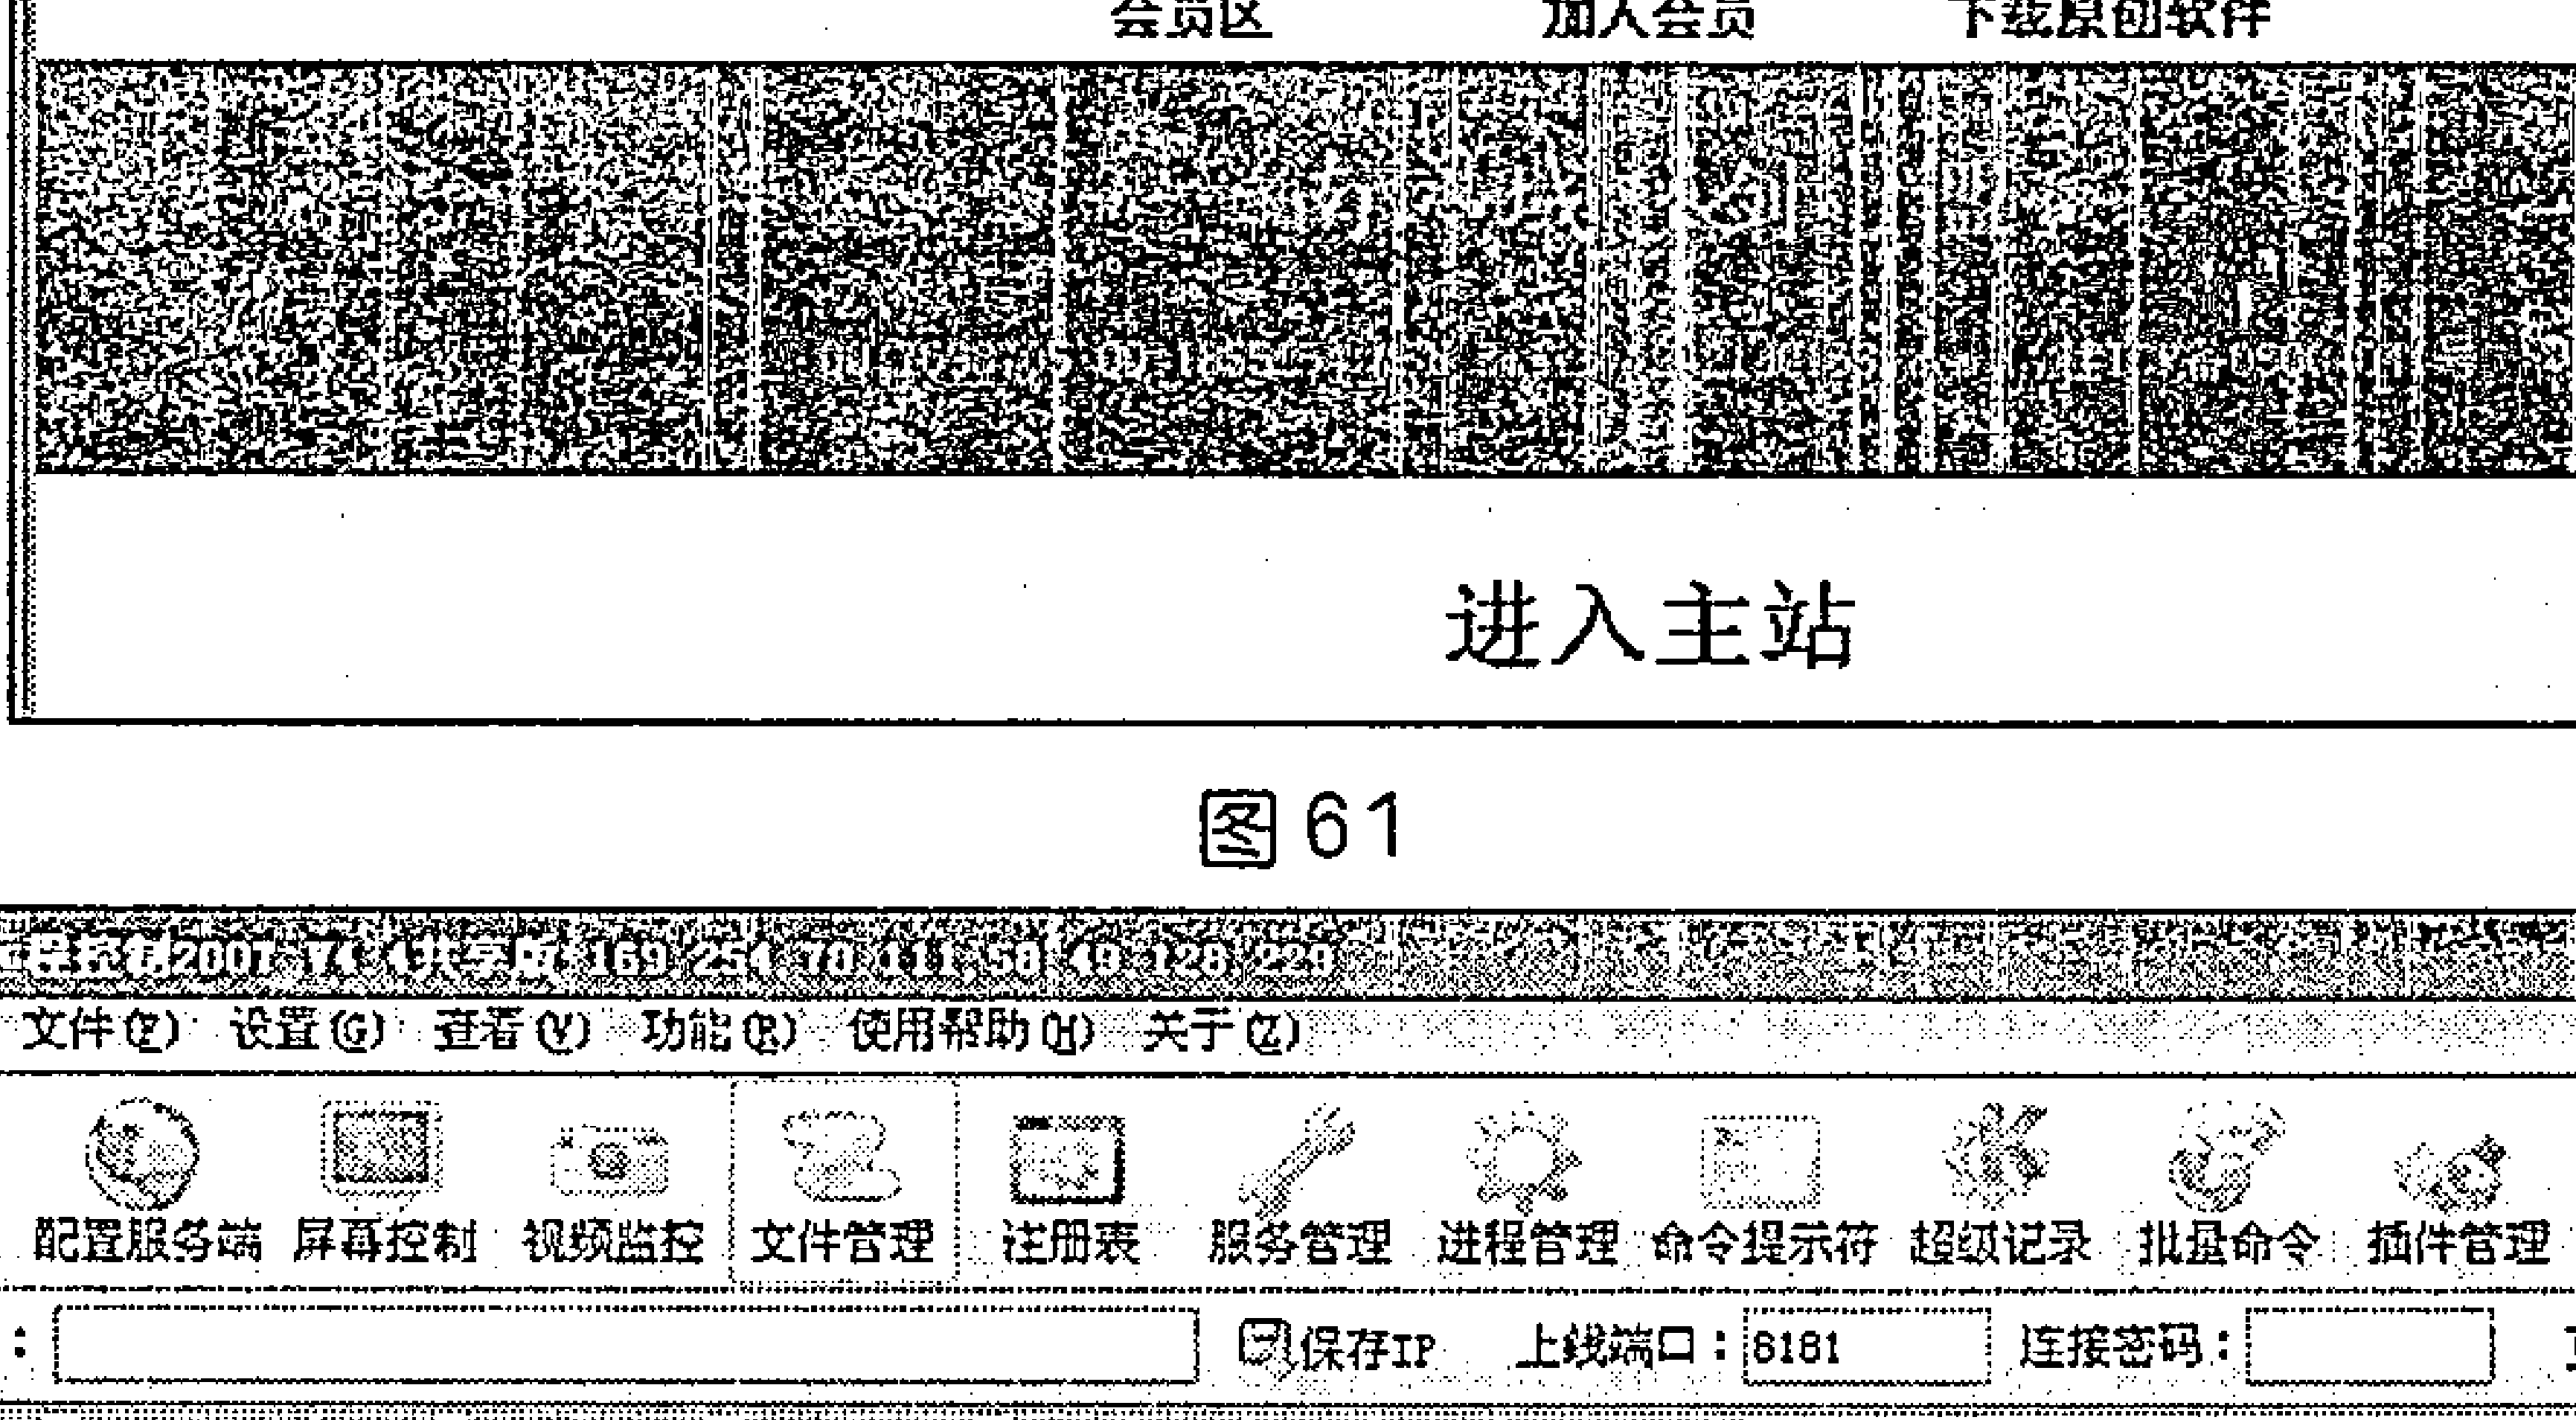 会员区 加入会员 下载原创软件
进入主站
图 61
文件(F) 设置(G) 查看(V) 功能(R) 使用帮助(H) 关于(Z)
配置服务端 屏幕控制 视频监控 文件管理 注册表 服务管理 进程管理 命令提示符 超级记录 批量命令 插件管理
: 保存IP 上线端口: 8181 连接密码: